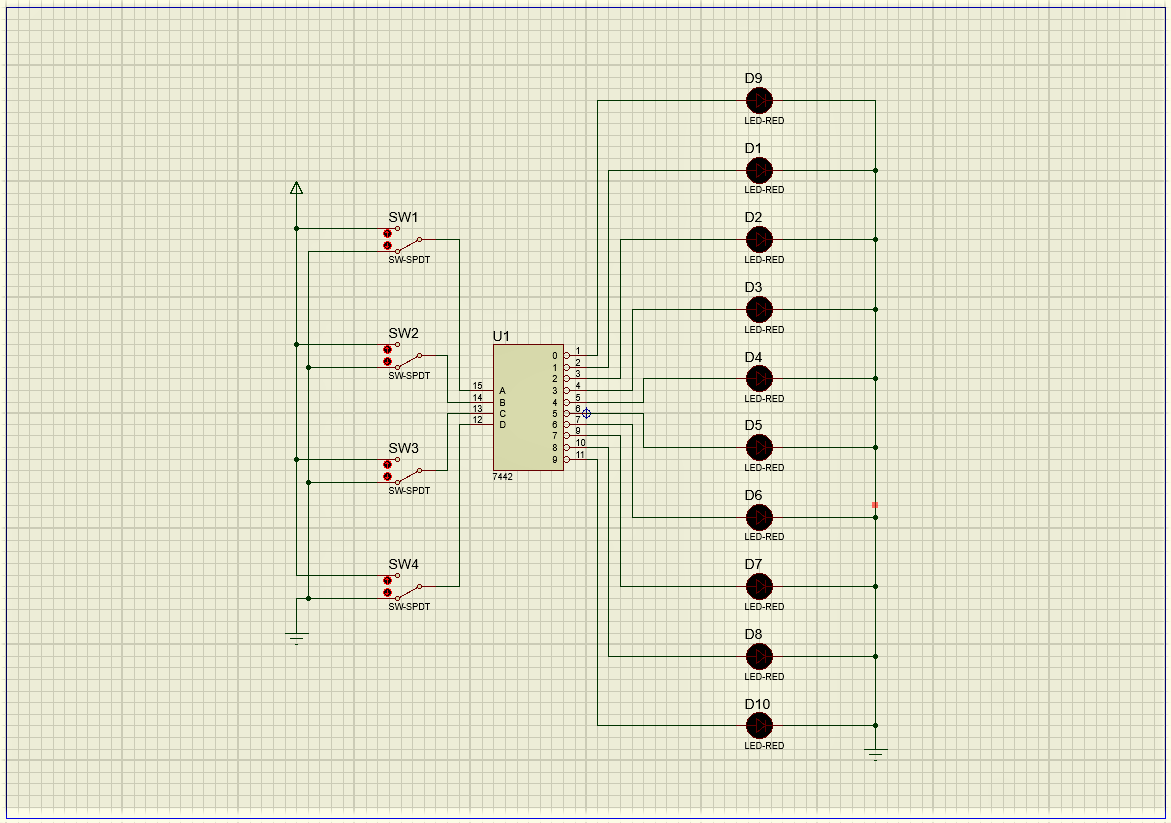 D9
LED-RED
D1
LED-RED
SW1
SW-SPDT
D2
LED-RED
D3
LED-RED
SW2
SW-SPDT
U1
D4
LED-RED
15 A
14 B
13 C
12 D
0 1
1 2
2 3
3 4
4 5
5 6
6 7
7 9
8 10
9 11
7442
D5
LED-RED
SW3
SW-SPDT
D6
LED-RED
SW4
SW-SPDT
D7
LED-RED
D8
LED-RED
D10
LED-RED